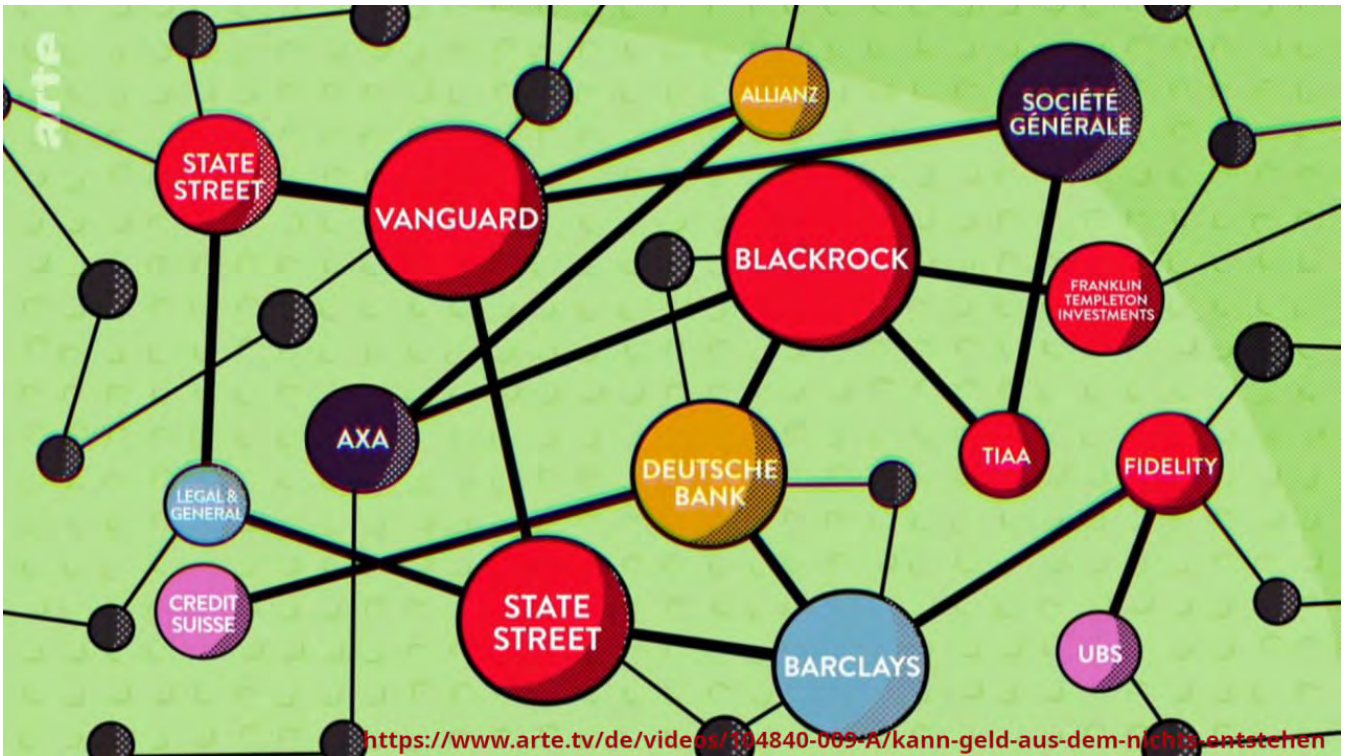 arte
ALLIANZ
SOCIÉTÉ
GÉNÉRALE
STATE
STREET
VANGUARD
BLACKROCK
FRANKLIN
TEMPLETON
INVESTMENTS
AXA
DEUTSCHE
BANK
TIAA
FIDELITY
LEGAL &
GENERAL
CREDIT
SUISSE
STATE
STREET
BARCLAYS
UBS
https://www.arte.tv/de/videos/104840-009-A/kann-geld-aus-dem-nichts-entstehen